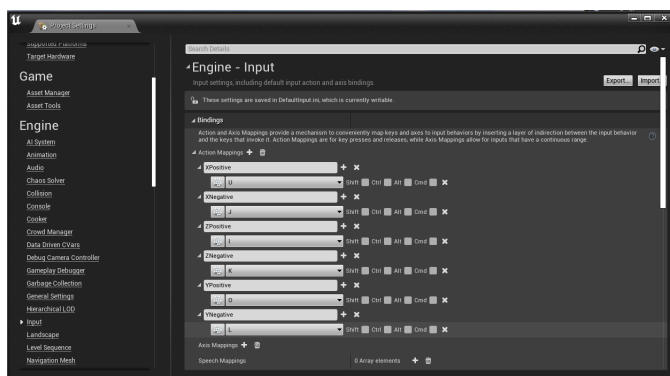 Project Settings
Supported Platforms
Target Hardware
Game
Asset Manager
Asset Tools
Engine
AI System
Animation
Audio
Chaos Solver
Collision
Console
Cooker
Crowd Manager
Data Driven CVars
Debug Camera Controller
Gameplay Debugger
Garbage Collection
General Settings
Hierarchical LOD
Input
Landscape
Level Sequence
Navigation Mesh
Search Details
Engine - Input
Input settings, including default input action and axis bindings.
Export... Import
These settings are saved in DefaultInput.ini, which is currently writable.
Bindings
Action and Axis Mappings provide a mechanism to conveniently map keys and axes to input behaviors by inserting a layer of indirection between the input behavior
and the keys that invoke it. Action Mappings are for key presses and releases, while Axis Mappings allow for inputs that have a continuous range.
Action Mappings
XPositive
U Shift Ctrl Alt Cmd
XNegative
J Shift Ctrl Alt Cmd
ZPositive
I Shift Ctrl Alt Cmd
ZNegative
K Shift Ctrl Alt Cmd
YPositive
O Shift Ctrl Alt Cmd
YNegative
L Shift Ctrl Alt Cmd
Axis Mappings
Speech Mappings 0 Array elements